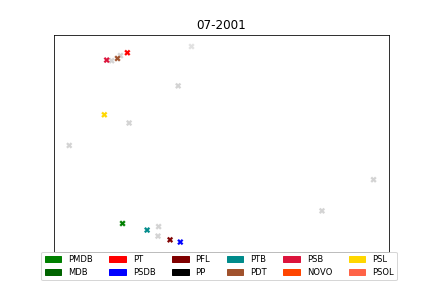 07-2001
PMDB PT PFL PTB PSB PSL
MDB PSDB PP PDT NOVO PSOL